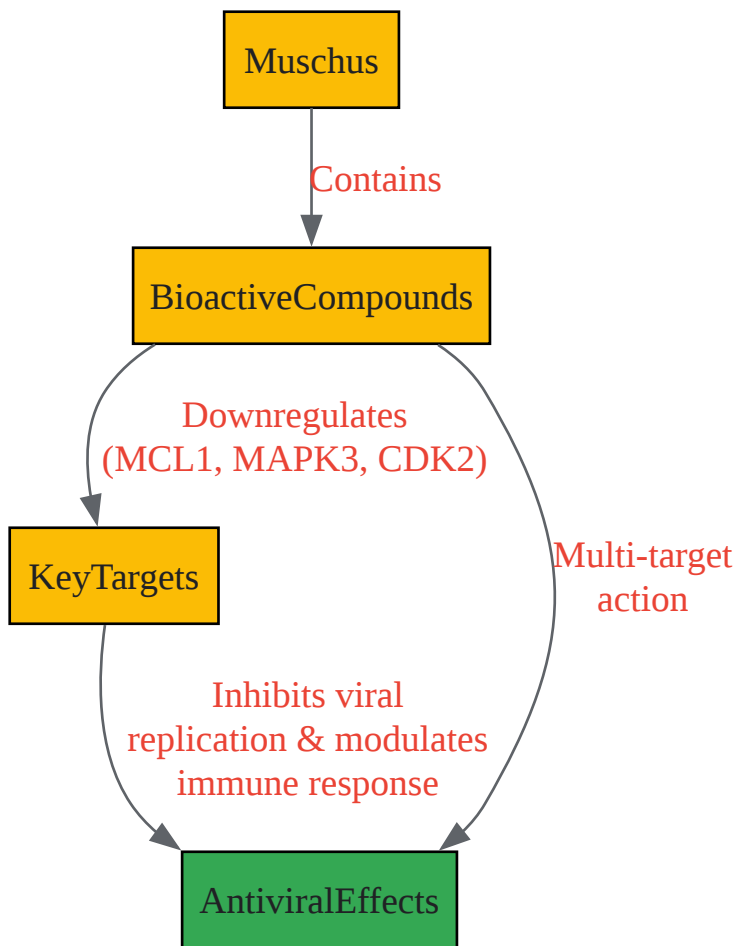 Muschus
Contains
BioactiveCompounds
Downregulates
(MCL1, MAPK3, CDK2)
Multi-target
action
KeyTargets
Inhibits viral
replication & modulates
immune response
AntiviralEffects